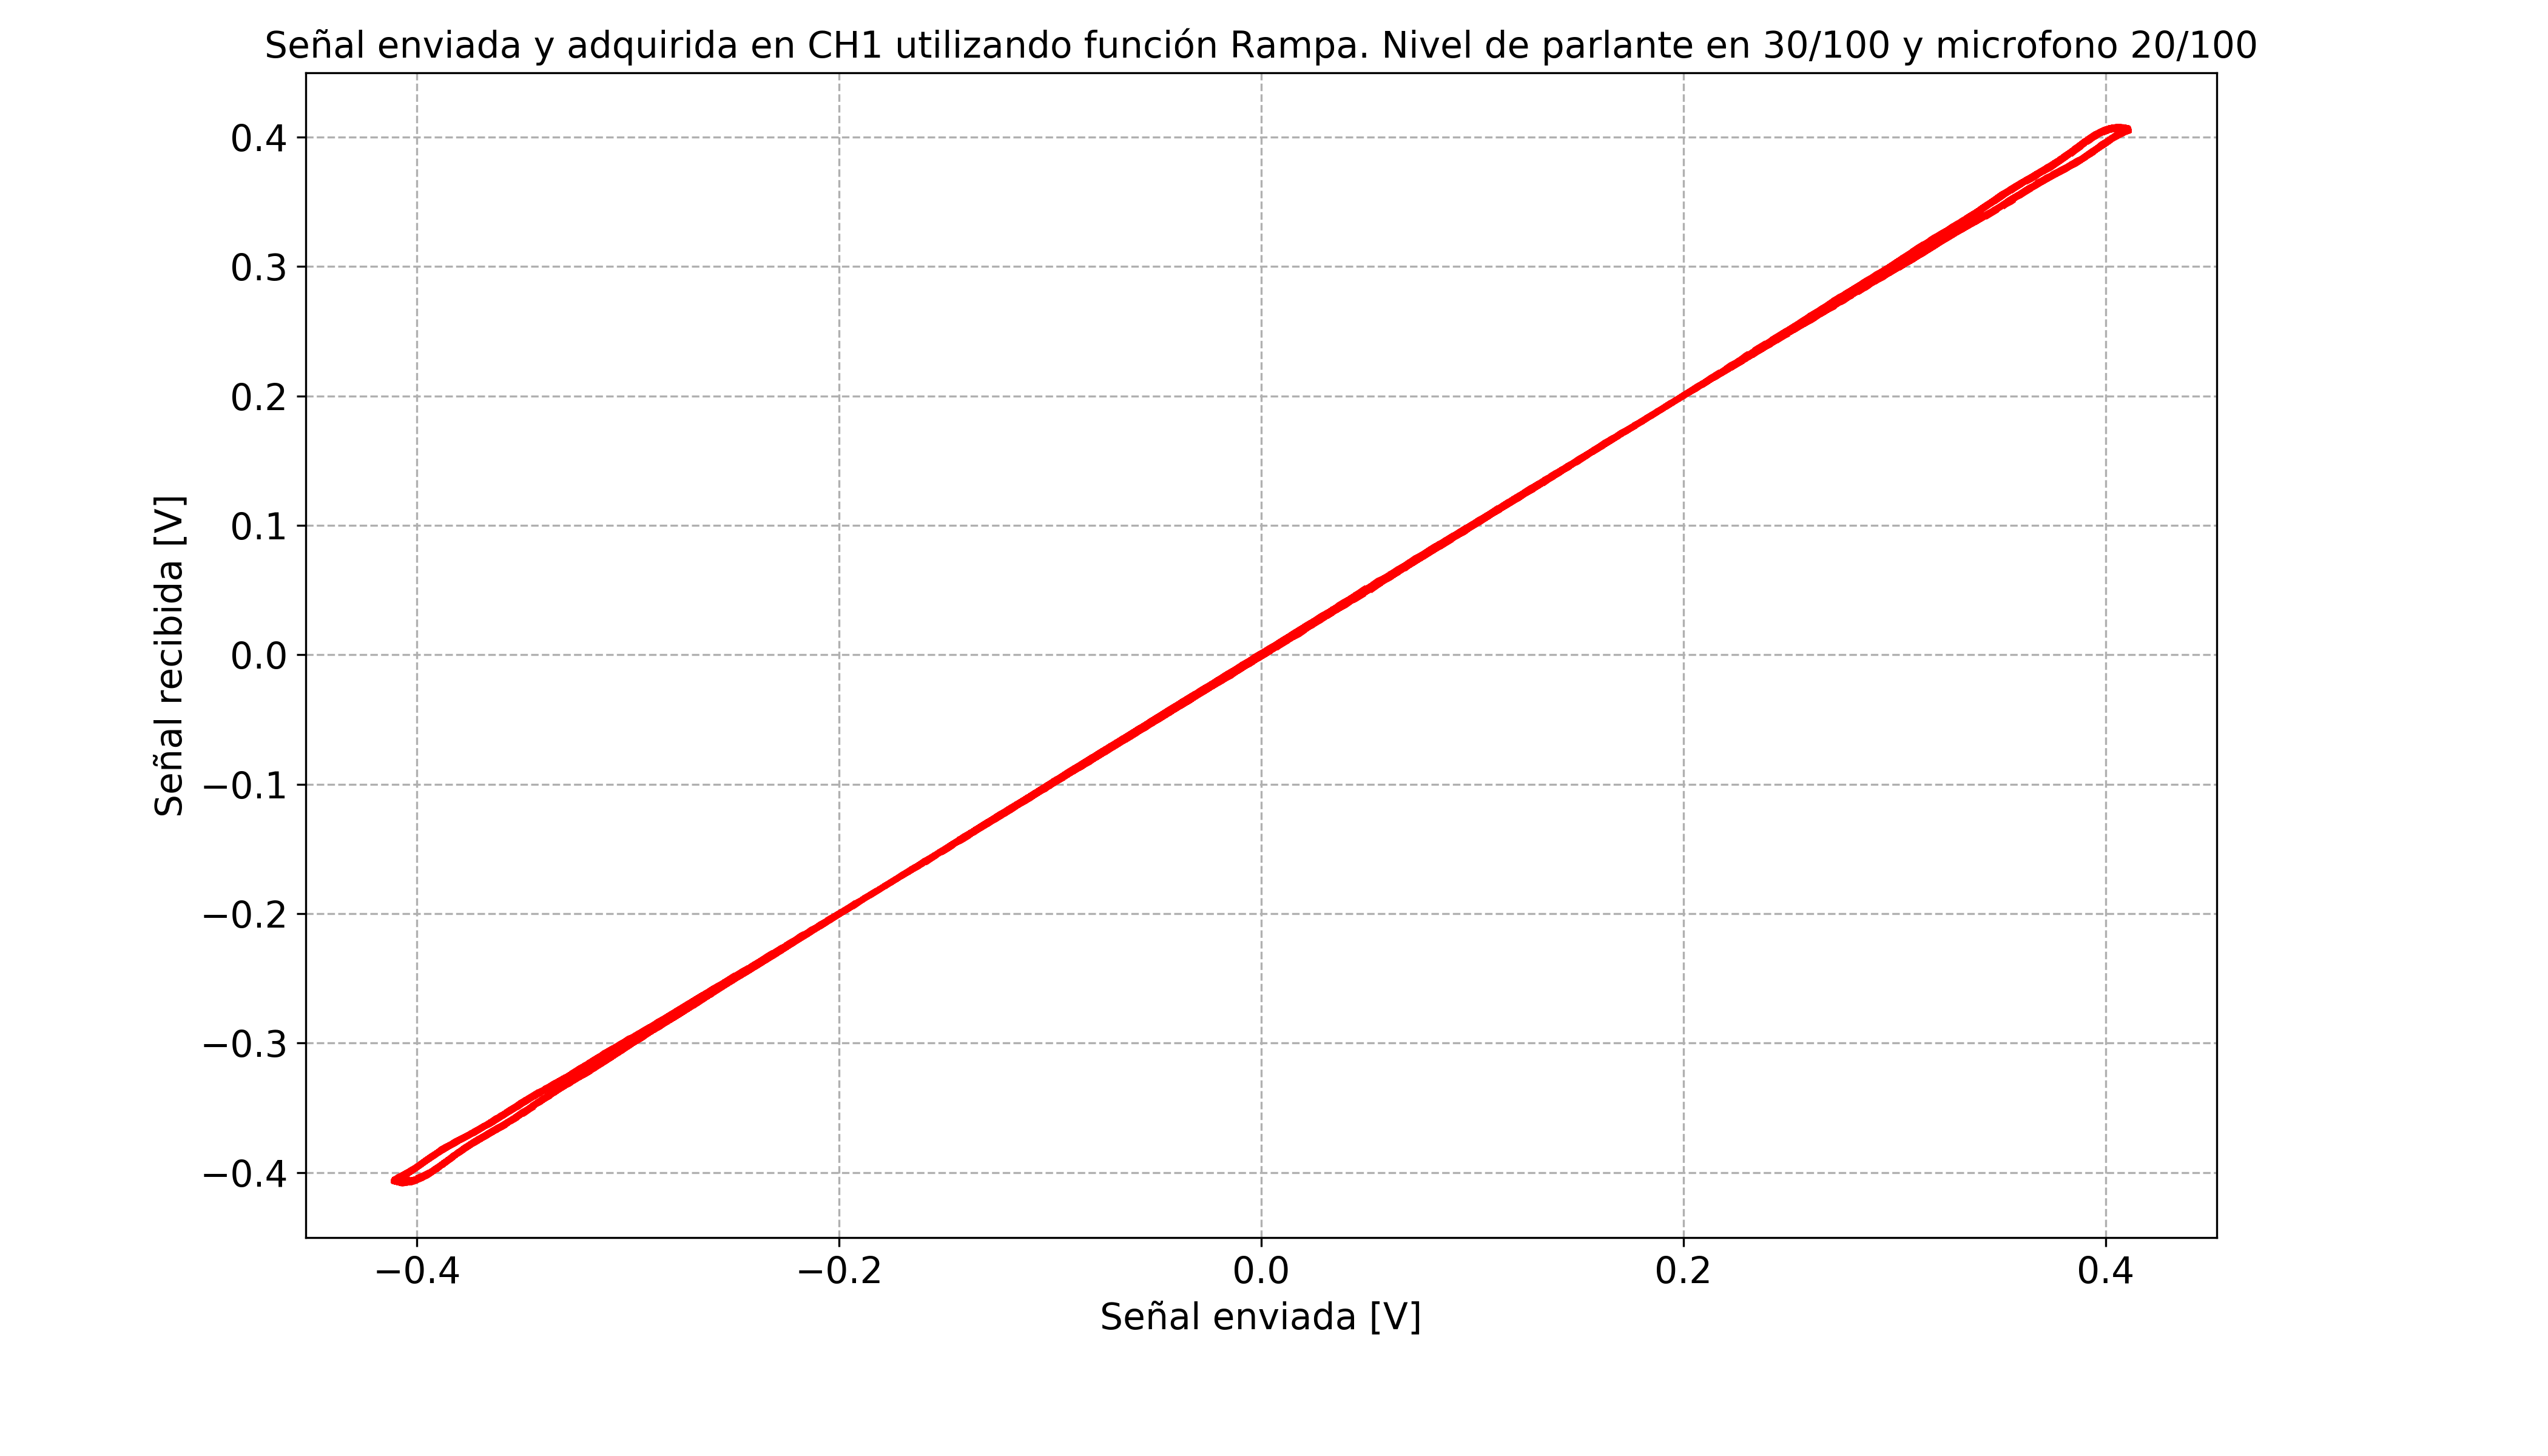 Señal enviada y adquirida en CH1 utilizando función Rampa. Nivel de parlante en 30/100 y microfono 20/100
Señal recibida [V]
0.4
0.3
0.2
0.1
0.0
−0.1
−0.2
−0.3
−0.4
−0.4 −0.2 0.0 0.2 0.4
Señal enviada [V]